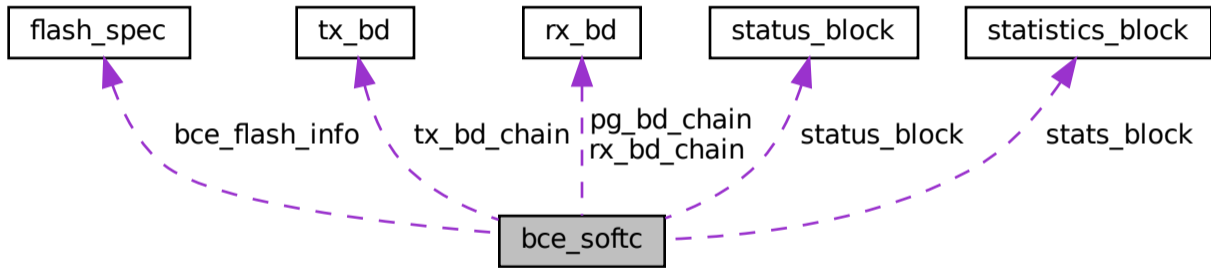 flash_spec
tx_bd
rx_bd
status_block
statistics_block
bce_flash_info
tx_bd_chain
pg_bd_chain
rx_bd_chain
status_block
stats_block
bce_softc